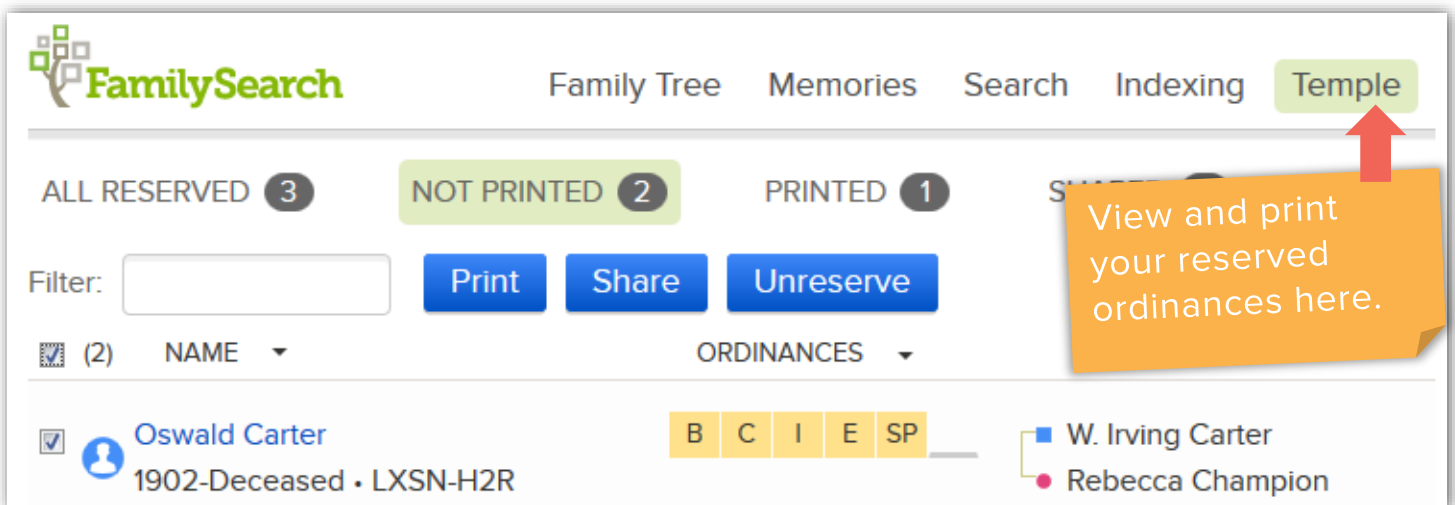 FamilySearch Family Tree Memories Search Indexing Temple
ALL RESERVED 3 NOT PRINTED 2 PRINTED 1
View and print
your reserved
ordinances here.
Filter: Print Share Unreserve
(2) NAME ORDINANCES
Oswald Carter B C I E SP W. Irving Carter
1902-Deceased • LXSN-H2R Rebecca Champion